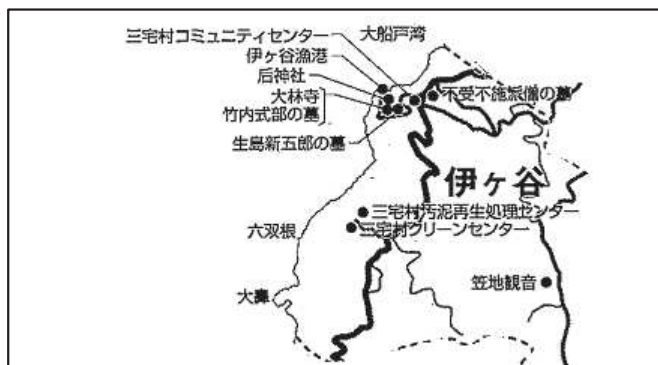 三宅村コミュニティセンター
大船戸湾
伊ヶ谷漁港
后神社
大林寺
竹内式部の墓
不受不施派僧の墓
生島新五郎の墓
伊ヶ谷
三宅村汚泥再生処理センター
六双根
三宅村クリーンセンター
笠地観音
大鼻